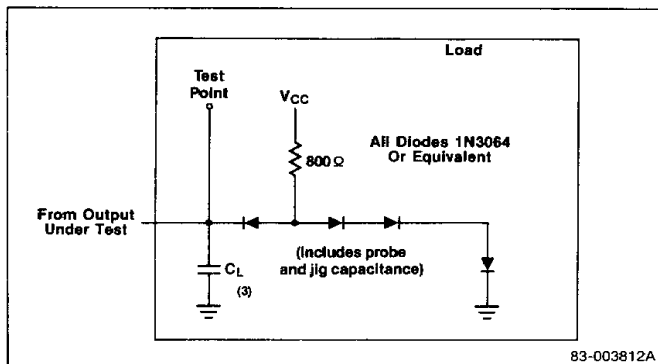 Load
Test
Point
VCC
800 Ω
All Diodes 1N3064
Or Equivalent
From Output
Under Test
(Includes probe
and jig capacitance)
CL
(3)
83-003812A